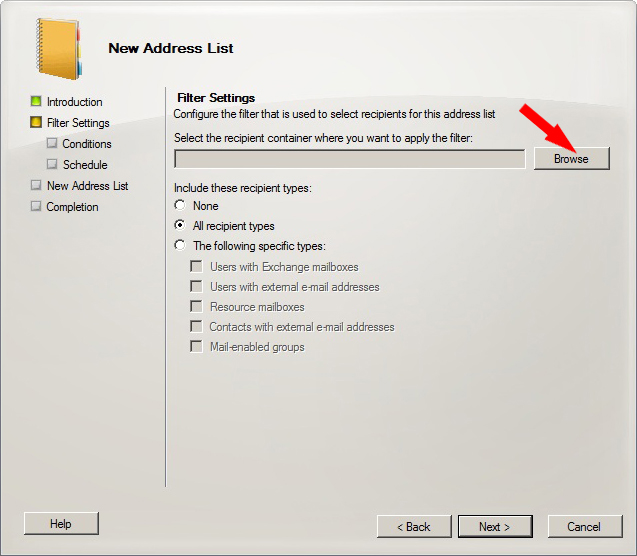 New Address List
Introduction
Filter Settings
Conditions
Schedule
New Address List
Completion
Filter Settings
Configure the filter that is used to select recipients for this address list
Select the recipient container where you want to apply the filter:
Browse
Include these recipient types:
None
All recipient types
The following specific types:
Users with Exchange mailboxes
Users with external e-mail addresses
Resource mailboxes
Contacts with external e-mail addresses
Mail-enabled groups
Help
< Back
Next >
Cancel